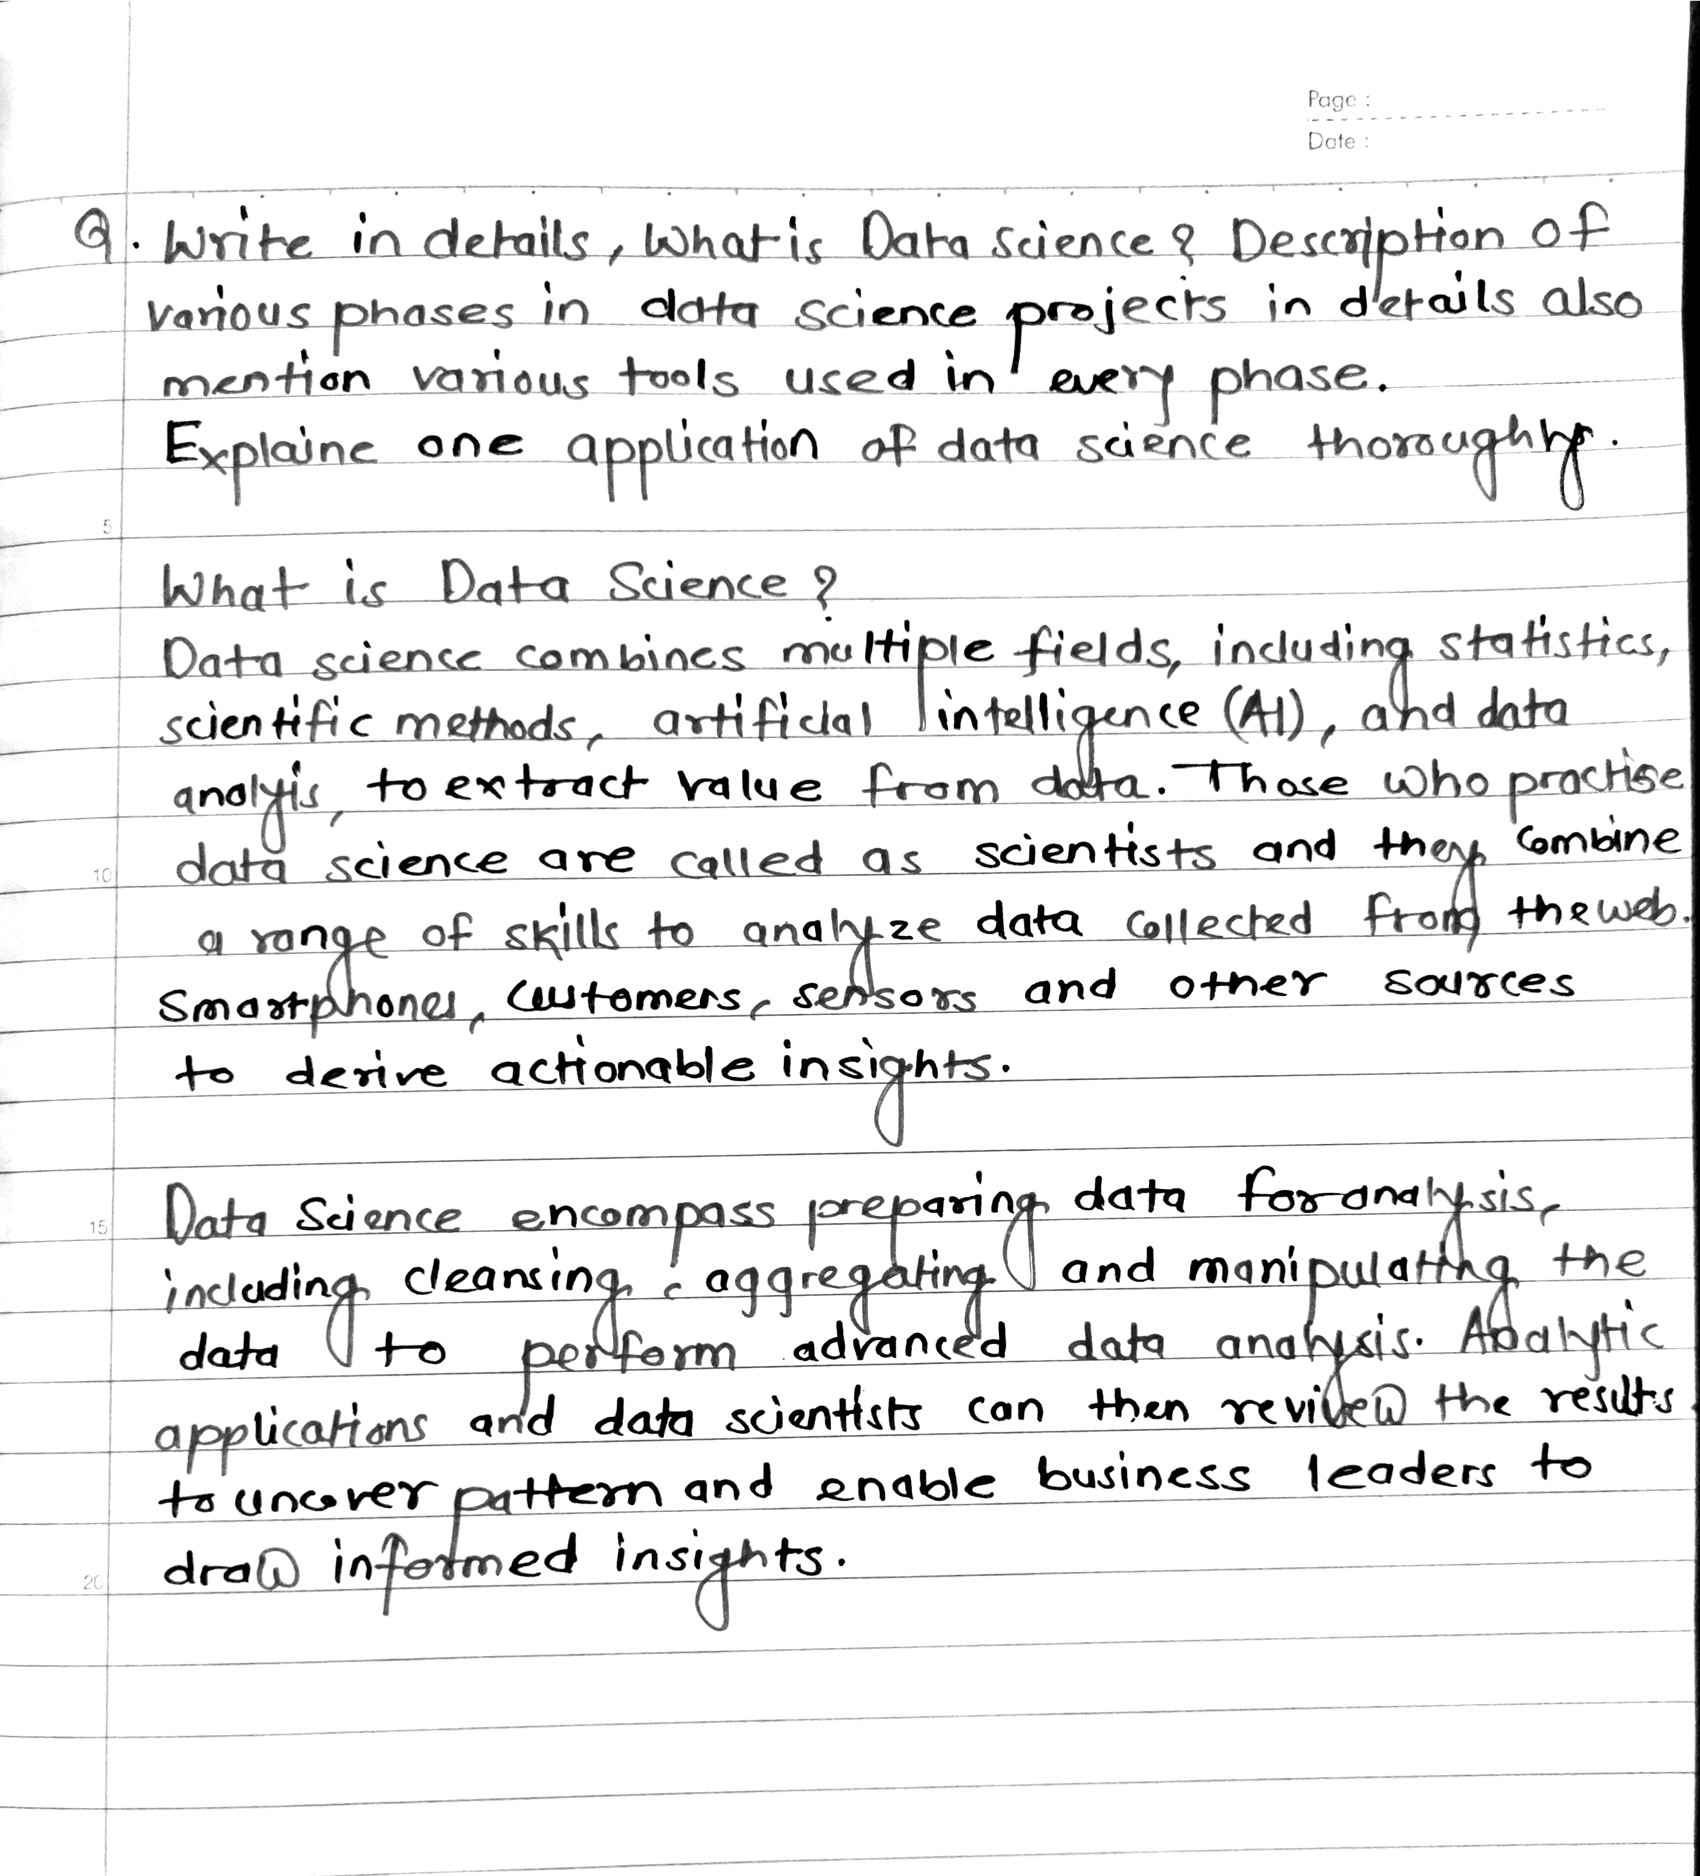 Page :
Date :
Q. Write in details, What is Data science? Description of
various phases in data science projects in details also
mention various tools used in every phase.
Explaine one application of data science thoroughly.
5
What is Data Science?
Data science combines multiple fields, including statistics,
scientific methods, artificial intelligence (AI), and data
analyis, to extract value from data. Those who practise
10 data science are called as scientists and they combine
a range of skills to analyze data collected from the web.
Smartphones, customers, sensors and other sources
to derive actionable insights.
15 Data Science encompass preparing data for analysis,
including cleansing, aggregating and manipulating the
data to perform advanced data analysis. Analytic
applications and data scientists can then review the results
to uncover pattern and enable business leaders to
20 draw informed insights.